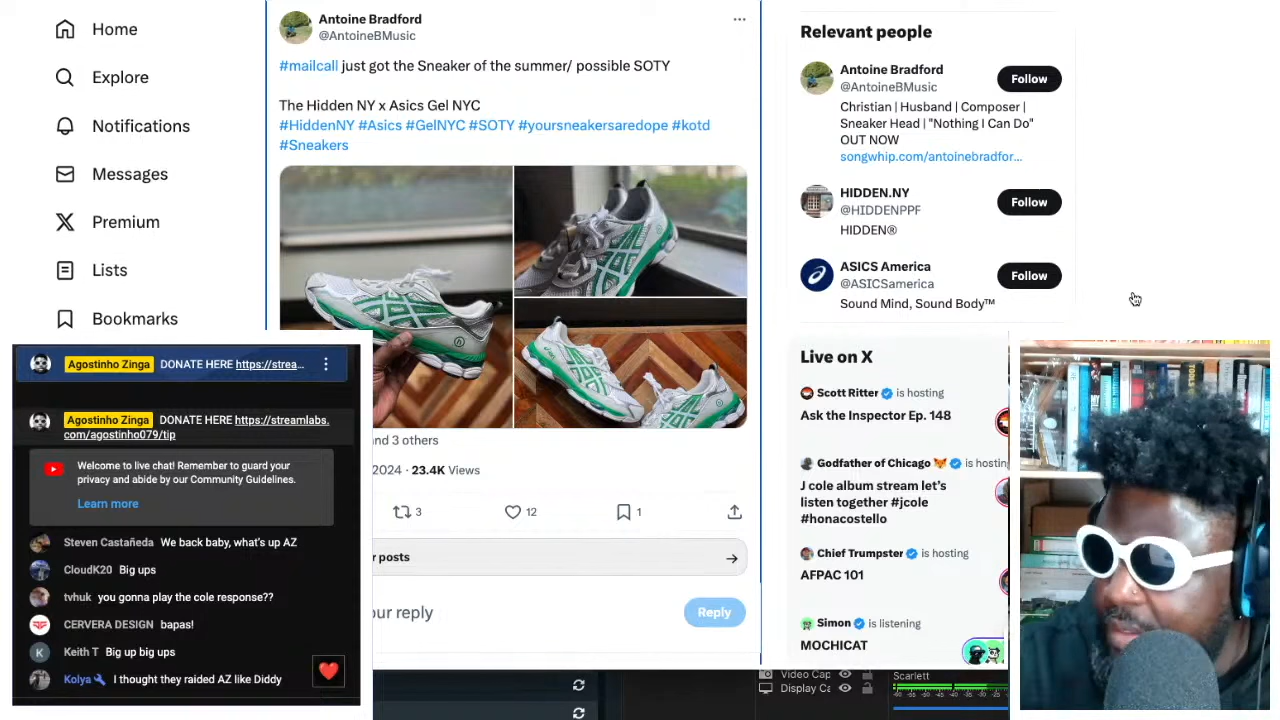 Home
Explore
Notifications
Messages
Premium
Lists
Bookmarks
Antoine Bradford
@AntoineBMusic
#mailcall just got the Sneaker of the summer/ possible SOTY
The Hidden NY x Asics Gel NYC
#HiddenNY #Asics #GelNYC #SOTY #yoursneakersaredope #kotd
#Sneakers
and 3 others
2024 · 23.4K Views
3
12
1
posts
our reply
Reply
Relevant people
Antoine Bradford
@AntoineBMusic
Follow
Christian | Husband | Composer |
Sneaker Head | "Nothing I Can Do"
OUT NOW
songwhip.com/antoinebradfor...
HIDDEN.NY
@HIDDENPPF
Follow
HIDDEN®
ASICS America
@ASICSamerica
Follow
Sound Mind, Sound Body™
Live on X
Scott Ritter is hosting
Ask the Inspector Ep. 148
Godfather of Chicago 🦊 is hosting
J cole album stream let's
listen together #jcole
#honacostello
Chief Trumpster is hosting
AFPAC 101
Simon is listening
MOCHICAT
Agostinho Zinga DONATE HERE https://strea...
Agostinho Zinga DONATE HERE https://streamlabs.
com/agostinho079/tip
Welcome to live chat! Remember to guard your
privacy and abide by our Community Guidelines.
Learn more
Steven Castañeda We back baby, what's up AZ
CloudK20 Big ups
tvhuk you gonna play the cole response??
CERVERA DESIGN bapas!
K Keith T Big up big ups
Kolya I thought they raided AZ like Diddy
Video Cap
Display Ca
Scarlett